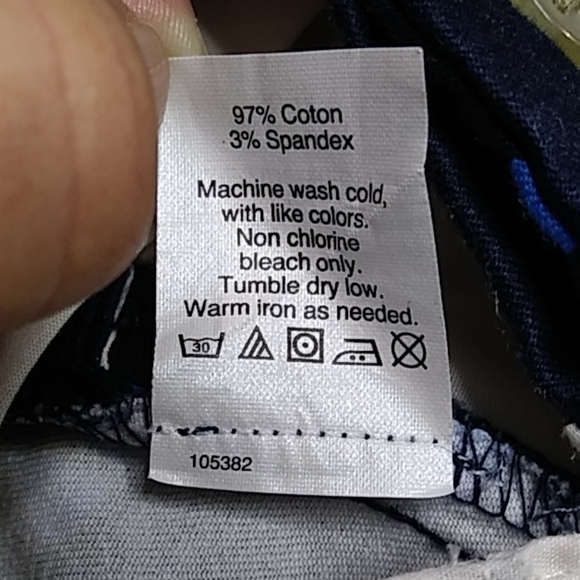 97% Coton
3% Spandex
Machine wash cold,
with like colors.
Non chlorine
bleach only.
Tumble dry low.
Warm iron as needed.
30
105382